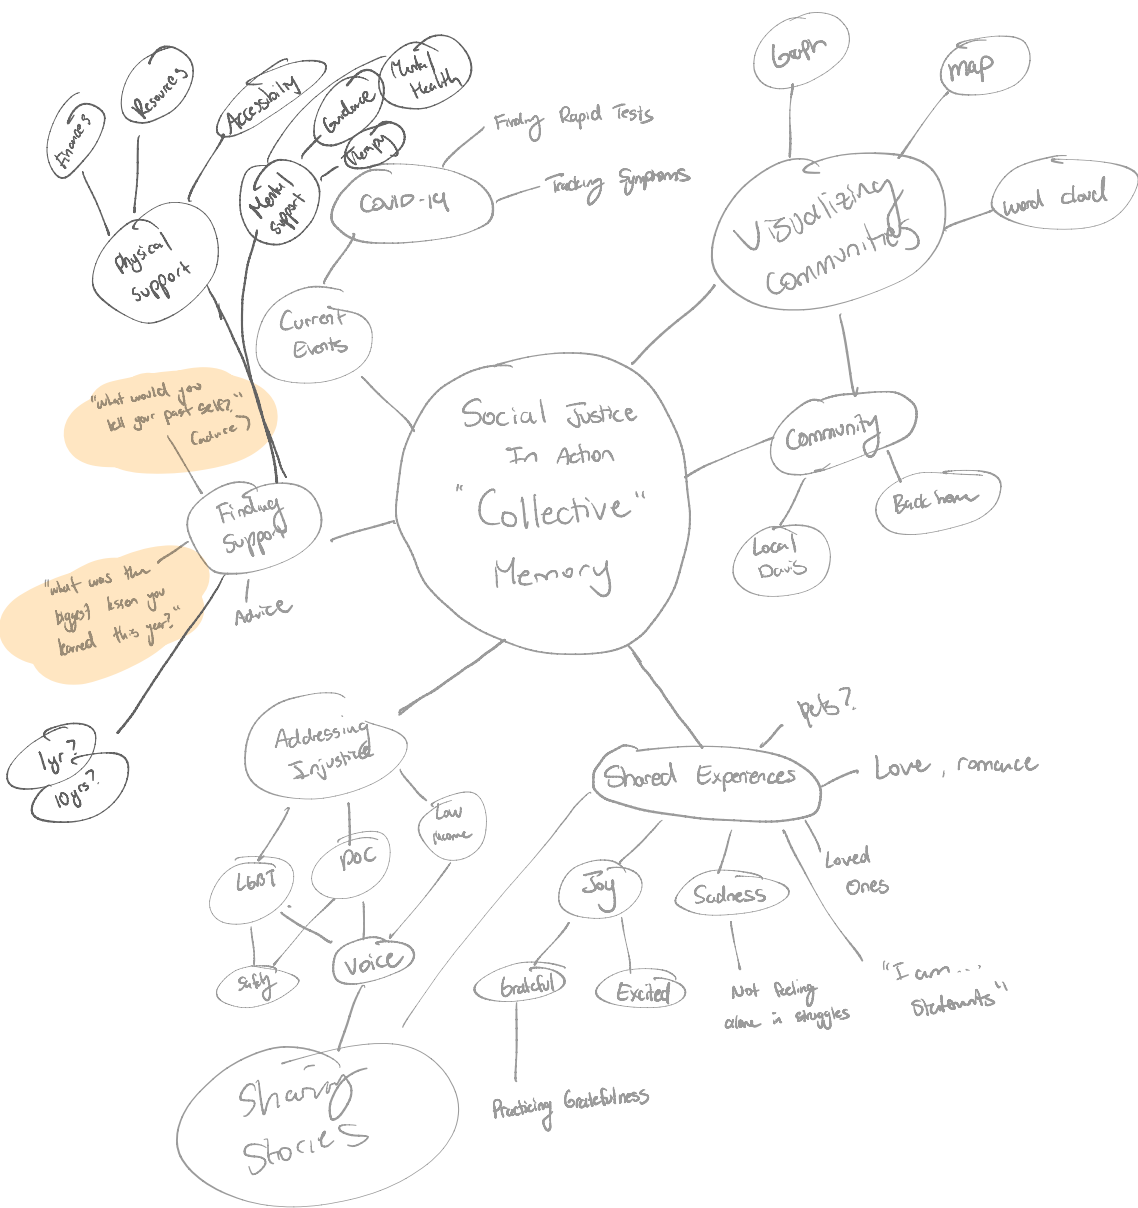 Graph
map
word cloud
Visualizing
Communities
Resources
Finances
Accessibility
Guidance
Mental
Health
Therapy
Mental
Support
Physical
Support
Finding Rapid Tests
Tracking Symptoms
COVID-19
Current
Events
"What would you
tell your past self?"
(advice)
Social Justice
In Action
"Collective"
Memory
Community
Back home
Local
Davis
Finding
Support
"what was the
biggest lesson you
learned this year?"
Advice
1yr?
10yrs?
Addressing
Injustice
Low
income
POC
LGBT
Safety
Voice
Sharing
Stories
pets?
Shared Experiences
Love, romance
Loved
Ones
Joy
Sadness
Grateful
Excited
Not feeling
alone in struggles
"I am...
Statements"
Practicing Gratefulness